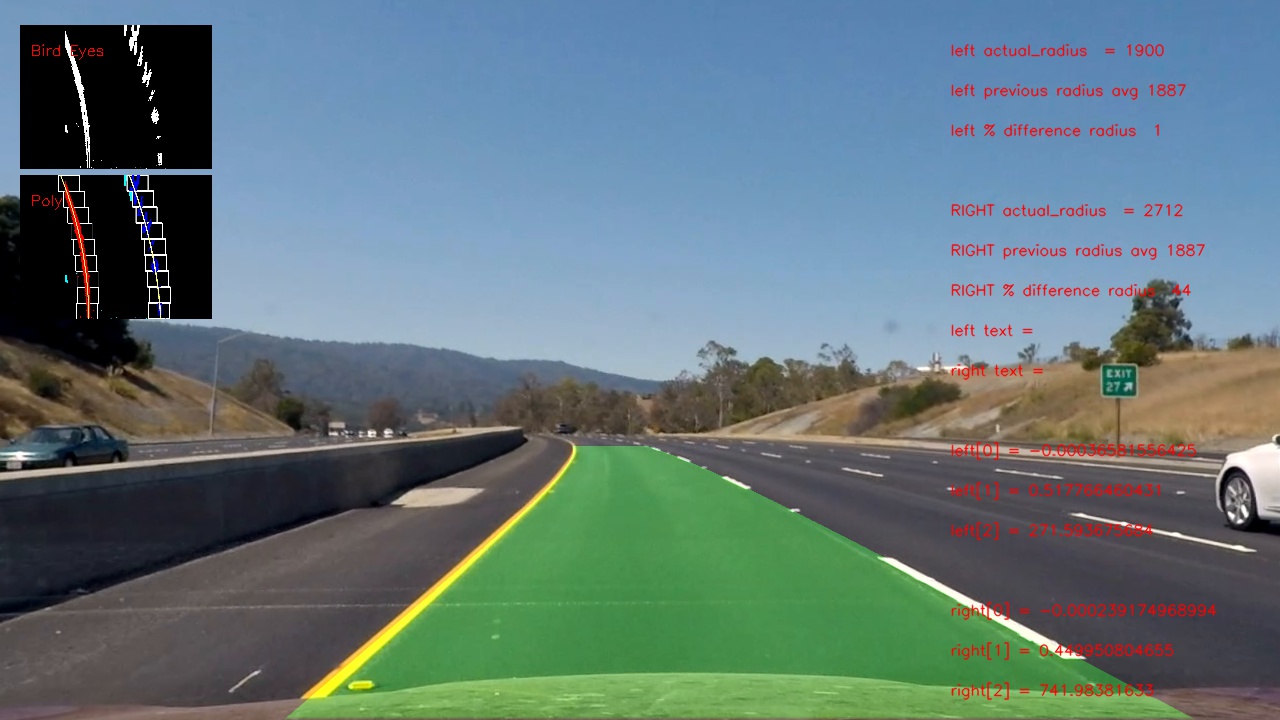 Bird Eyes
Poly
left actual_radius = 1900
left previous radius avg 1887
left % difference radius 1
RIGHT actual_radius = 2712
RIGHT previous radius avg 1887
RIGHT % difference radius 44
left text =
right text =
EXIT
27
left[0] = -0.00036581556425
left[1] = 0.517766460431
left[2] = 271.593675684
right[0] = -0.000239174968994
right[1] = 0.449950804655
right[2] = 741.98381633